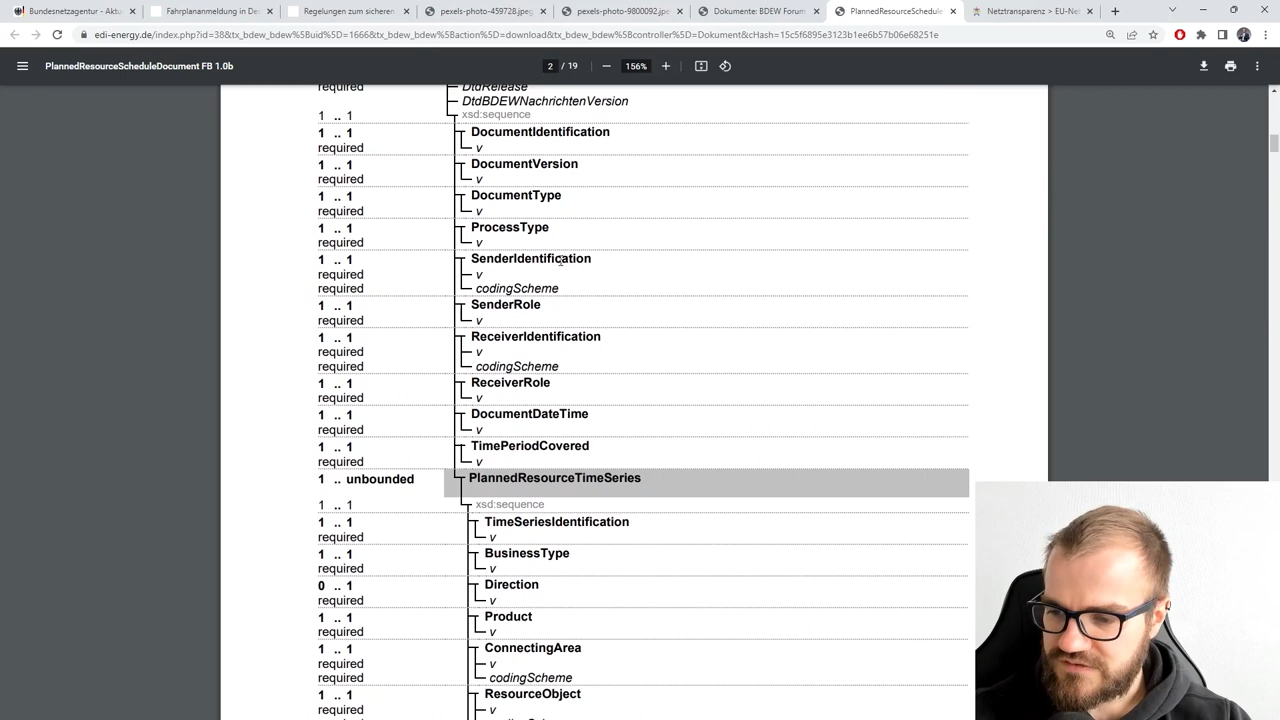 Bundesnetzagentur - Aktu
Fahrplananmeldung in De
Regelungen zum sicheren
pexels-photo-459728.jpeg
pexels-photo-9800092.jpe
Dokumente: BDEW Forum
PlannedResourceSchedule
Netztransparenz > EU-Net
edi-energy.de/index.php?id=38&tx_bdew_bdew%5Buid%5D=1666&tx_bdew_bdew%5Baction%5D=download&tx_bdew_bdew%5Bcontroller%5D=Dokument&cHash=15c5f6895e3123b1ee6b57b06e68251e
PlannedResourceScheduleDocument FB 1.0b
2 / 19
156%
required
DtdRelease
DtdBDEWNachrichtenVersion
1 .. 1
xsd:sequence
1 .. 1
DocumentIdentification
required
v
1 .. 1
DocumentVersion
required
v
1 .. 1
DocumentType
required
v
1 .. 1
ProcessType
required
v
1 .. 1
SenderIdentification
required
v
required
codingScheme
1 .. 1
SenderRole
required
v
1 .. 1
ReceiverIdentification
required
v
required
codingScheme
1 .. 1
ReceiverRole
required
v
1 .. 1
DocumentDateTime
required
v
1 .. 1
TimePeriodCovered
required
v
1 .. unbounded
PlannedResourceTimeSeries
1 .. 1
xsd:sequence
1 .. 1
TimeSeriesIdentification
required
v
1 .. 1
BusinessType
required
v
0 .. 1
Direction
required
v
1 .. 1
Product
required
v
1 .. 1
ConnectingArea
required
v
required
codingScheme
1 .. 1
ResourceObject
required